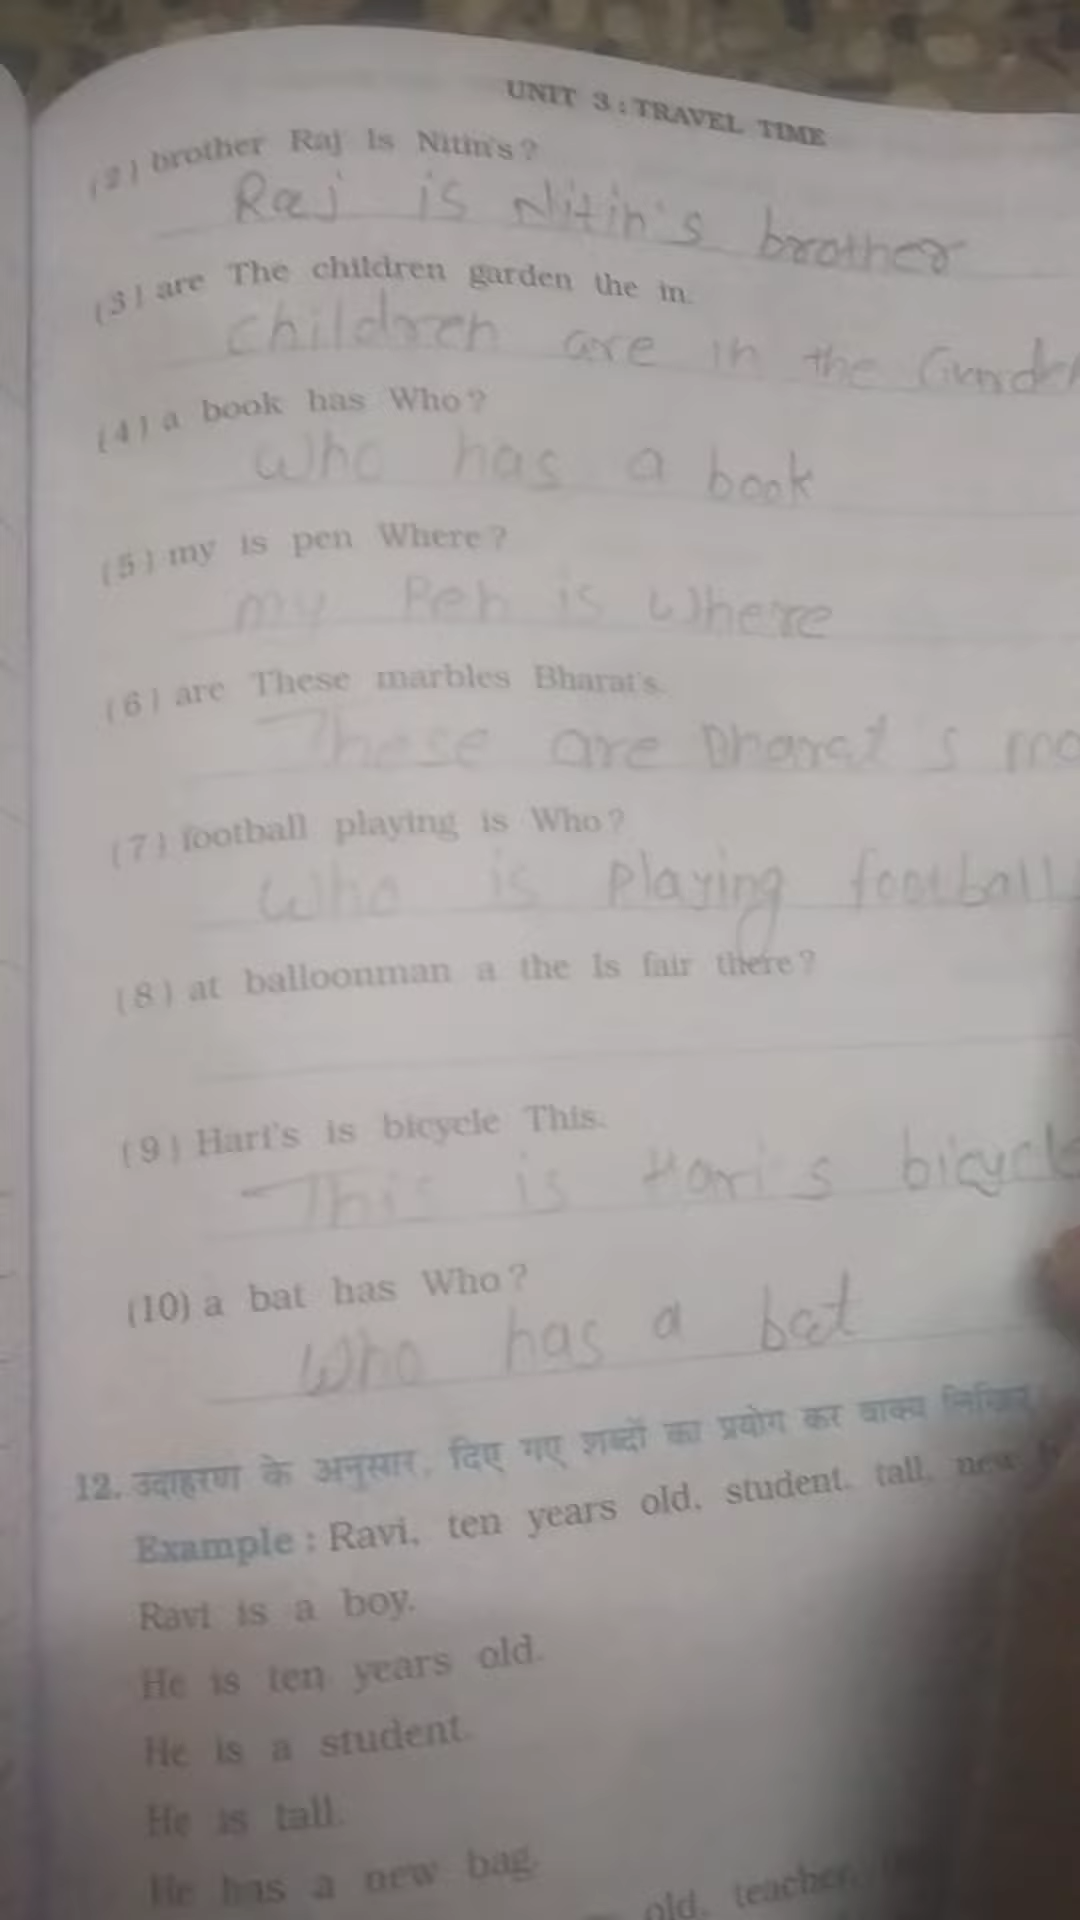 UNIT 3 : TRAVEL TIME
(2) brother Raj Is Nitin's?
Raj is Nitin's brother
(3) are The children garden the in.
children are in the
(4) a book has Who?
Who has a book
(5) my is pen Where?
my Pen is Where
(6) are These marbles Bharat's.
These are Bharat's
(7) football playing is Who?
Who is playing football
(8) at balloonman a the Is fair there?
(9) Hari's is bicycle This.
This is Hari's bicycle
(10) a bat has Who?
Who has a bat
12. उदाहरण के अनुसार, दिए गए शब्दों का प्रयोग कर वाक्य लिखिए
Example : Ravi, ten years old, student, tall, new
Ravi is a boy.
He is ten years old.
He is a student.
He is tall.
He has a new bag.
old, teacher,